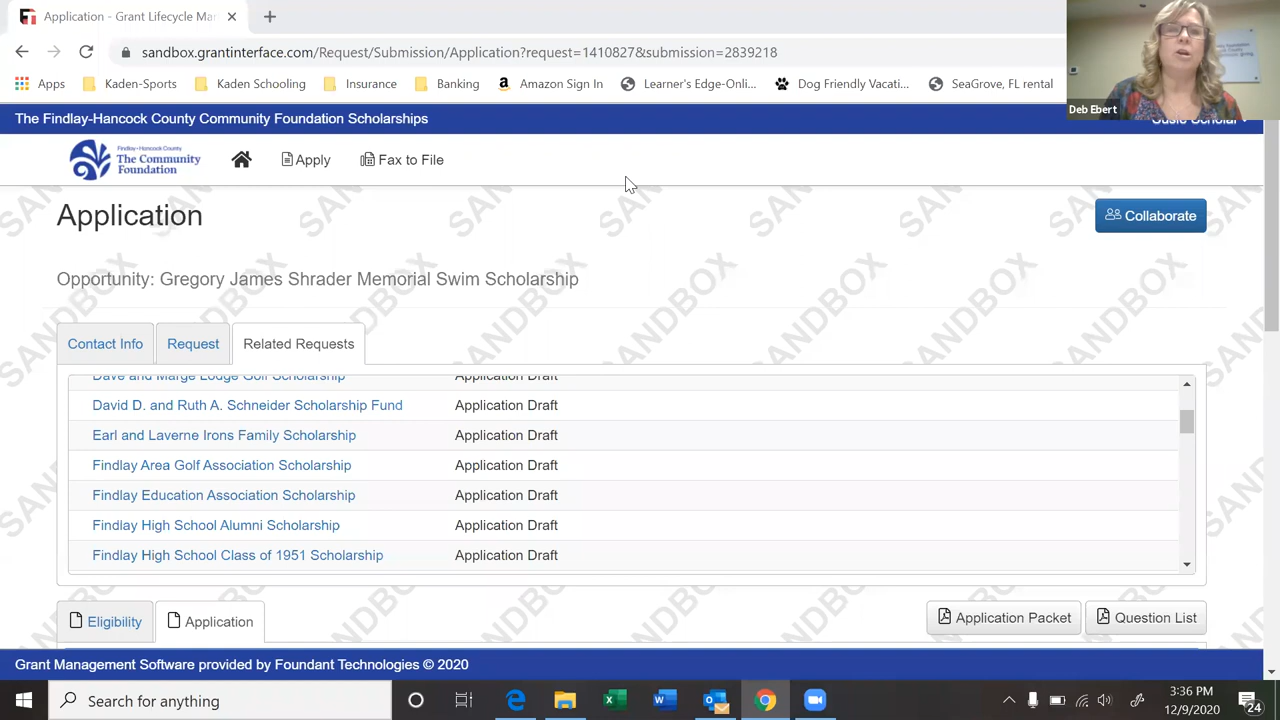 Application - Grant Lifecycle Mar
sandbox.grantinterface.com/Request/Submission/Application?request=1410827&submission=2839218
Apps Kaden-Sports Kaden Schooling Insurance Banking Amazon Sign In Learner's Edge-Onli... Dog Friendly Vacati... SeaGrove, FL rental
Deb Ebert
The Findlay-Hancock County Community Foundation Scholarships
Susie Scholar
Findlay-Hancock County
The Community
Foundation
Apply Fax to File
Application
Collaborate
Opportunity: Gregory James Shrader Memorial Swim Scholarship
Contact Info Request Related Requests
Dave and Marge Lodge Golf Scholarship Application Draft
David D. and Ruth A. Schneider Scholarship Fund Application Draft
Earl and Laverne Irons Family Scholarship Application Draft
Findlay Area Golf Association Scholarship Application Draft
Findlay Education Association Scholarship Application Draft
Findlay High School Alumni Scholarship Application Draft
Findlay High School Class of 1951 Scholarship Application Draft
Eligibility Application Application Packet Question List
SANDBOX
Grant Management Software provided by Foundant Technologies © 2020
Search for anything
3:36 PM
12/9/2020
24